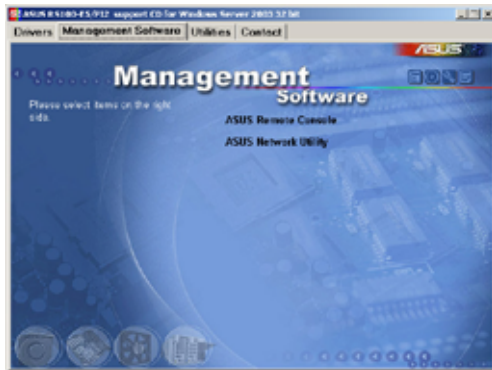 ASUS RS100-E5/PI2 support CD for Windows Server 2003 32 bit
Drivers Management Software Utilities Contact
ASUS
Management
Software
Please select items on the right side.
ASUS Remote Console
ASUS Network Utility